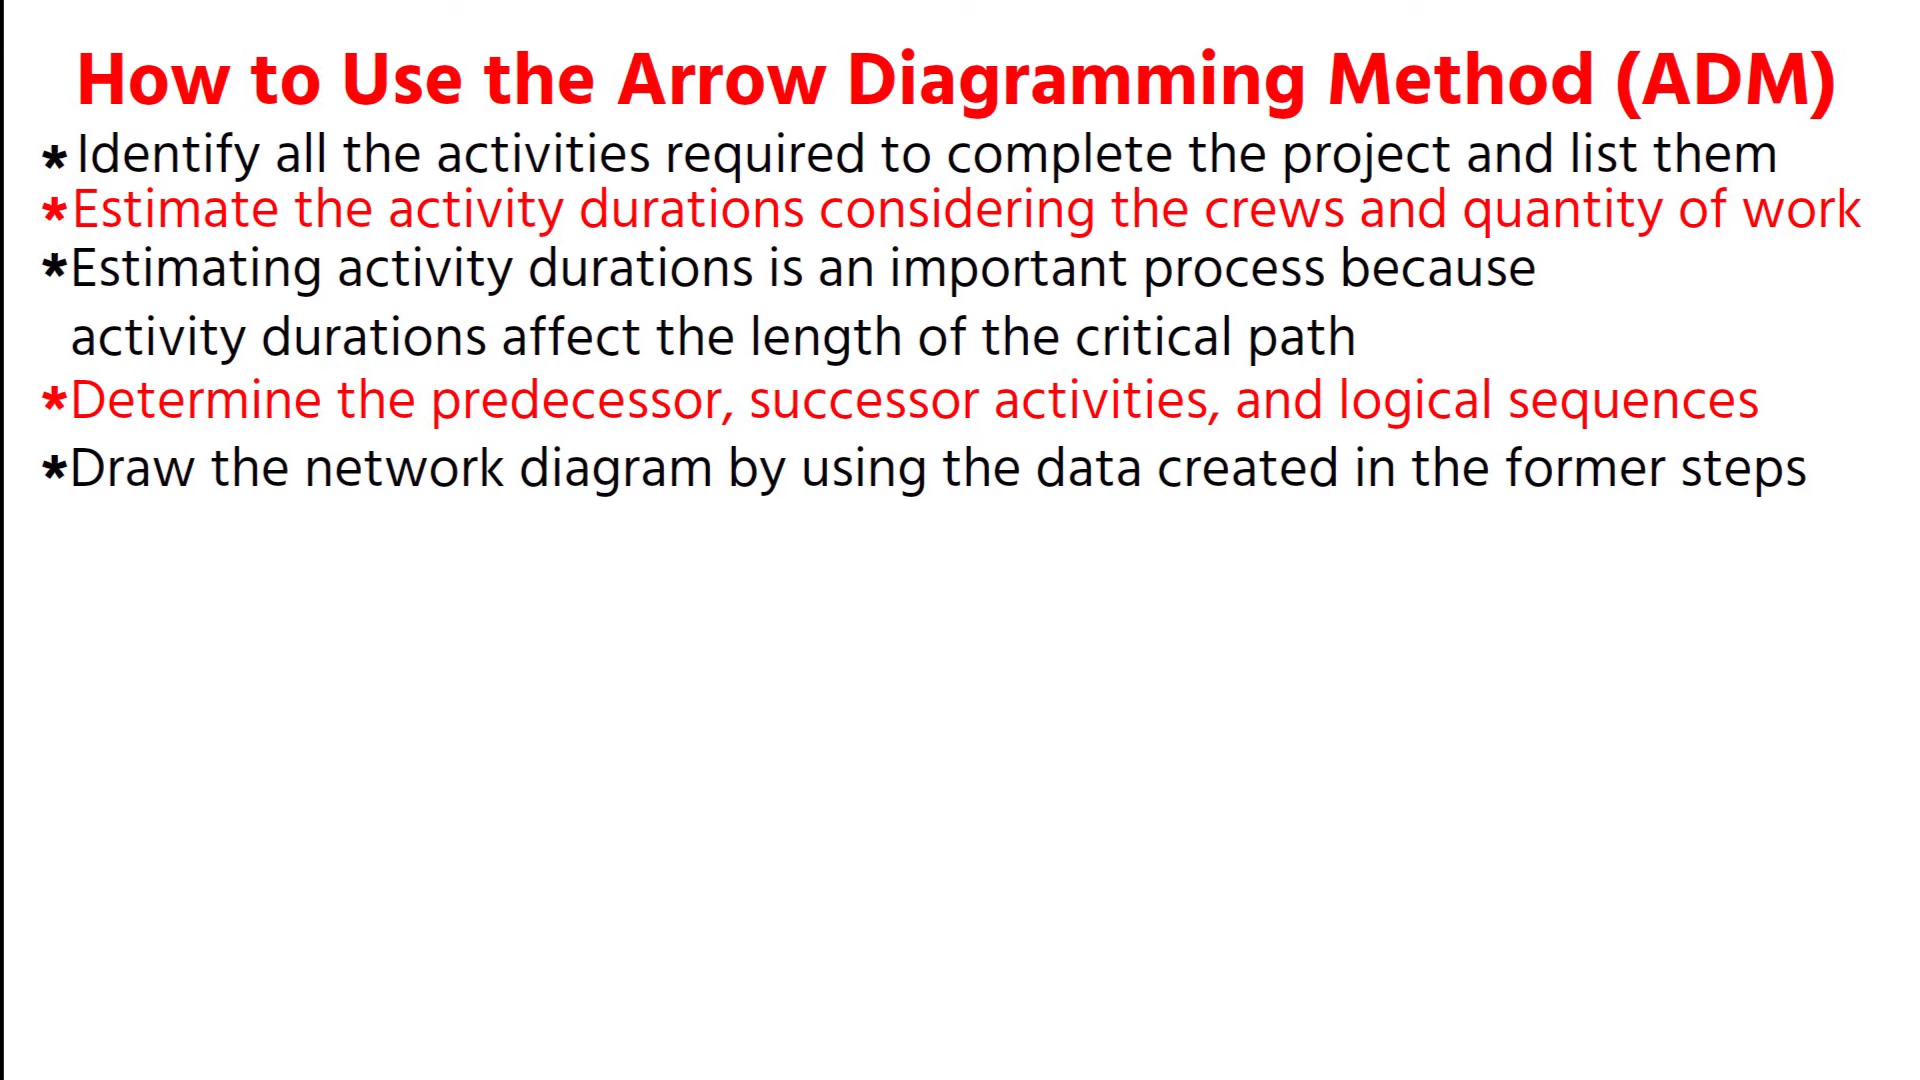 How to Use the Arrow Diagramming Method (ADM)
*Identify all the activities required to complete the project and list them
*Estimate the activity durations considering the crews and quantity of work
*Estimating activity durations is an important process because
activity durations affect the length of the critical path
*Determine the predecessor, successor activities, and logical sequences
*Draw the network diagram by using the data created in the former steps